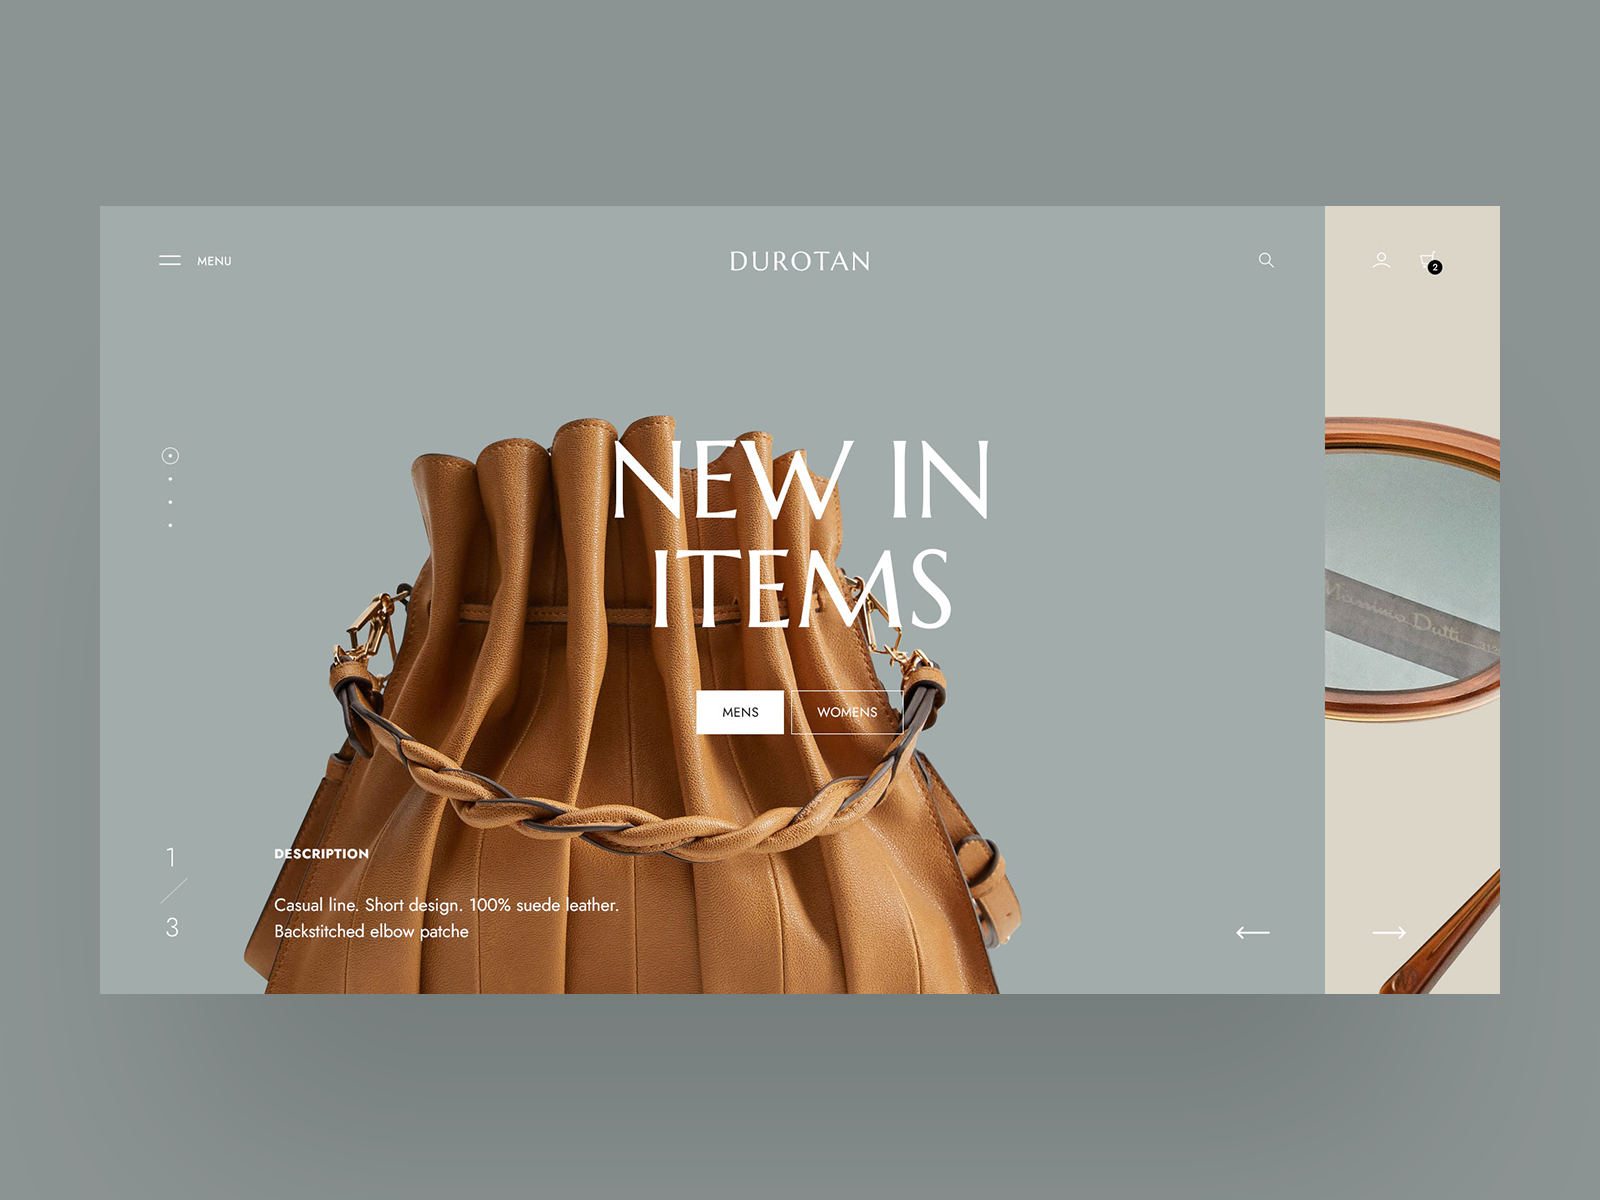 MENU
DUROTAN
2
NEW IN
ITEMS
Massimo Dutti
MENS
WOMENS
1
3
DESCRIPTION
Casual line. Short design. 100% suede leather.
Backstitched elbow patche